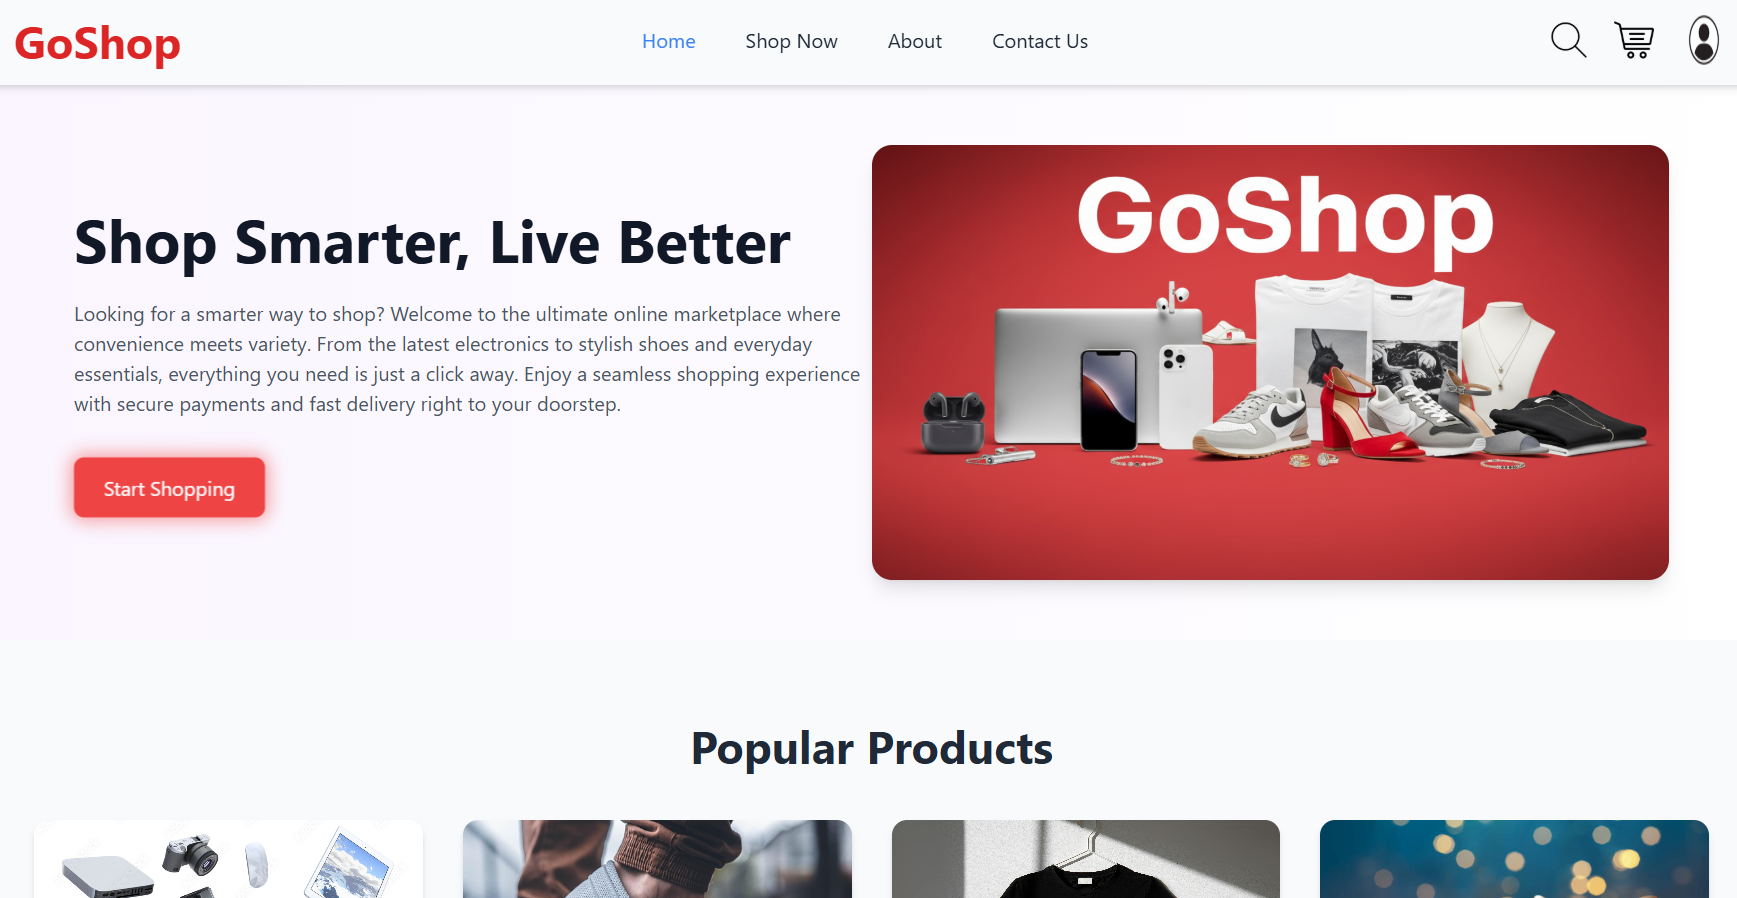 GoShop
Home
Shop Now
About
Contact Us
Shop Smarter, Live Better
Looking for a smarter way to shop? Welcome to the ultimate online marketplace where
convenience meets variety. From the latest electronics to stylish shoes and everyday
essentials, everything you need is just a click away. Enjoy a seamless shopping experience
with secure payments and fast delivery right to your doorstep.
Start Shopping
GoShop
Popular Products